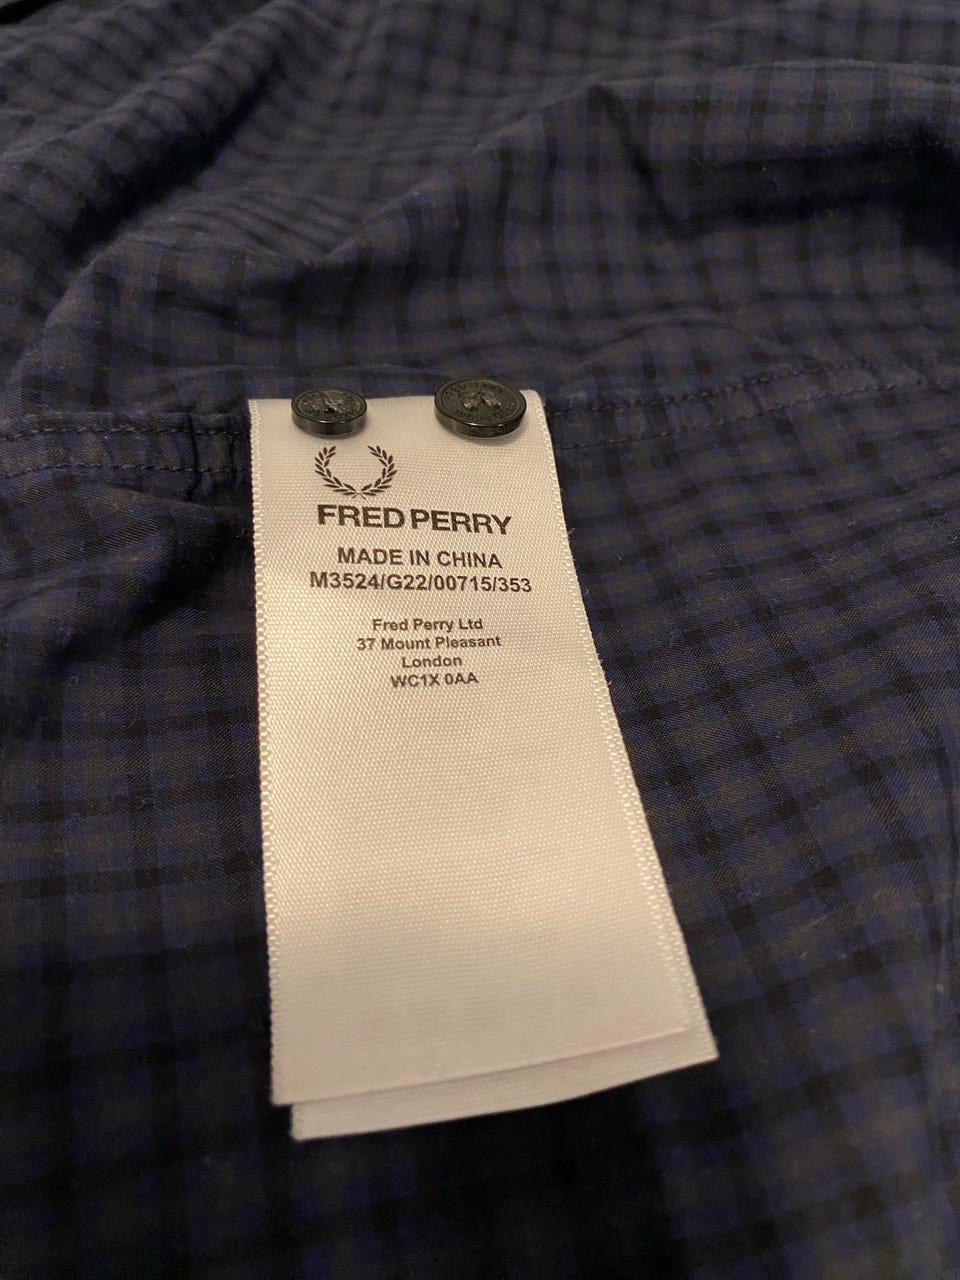 FRED PERRY
MADE IN CHINA
M3524/G22/00715/353
Fred Perry Ltd
37 Mount Pleasant
London
WC1X 0AA